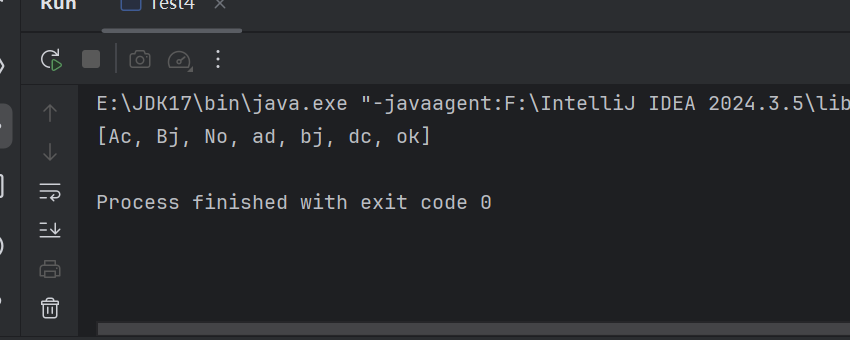 Run Test4
E:\JDK17\bin\java.exe "-javaagent:F:\IntelliJ IDEA 2024.3.5\lib
[Ac, Bj, No, ad, bj, dc, ok]
Process finished with exit code 0